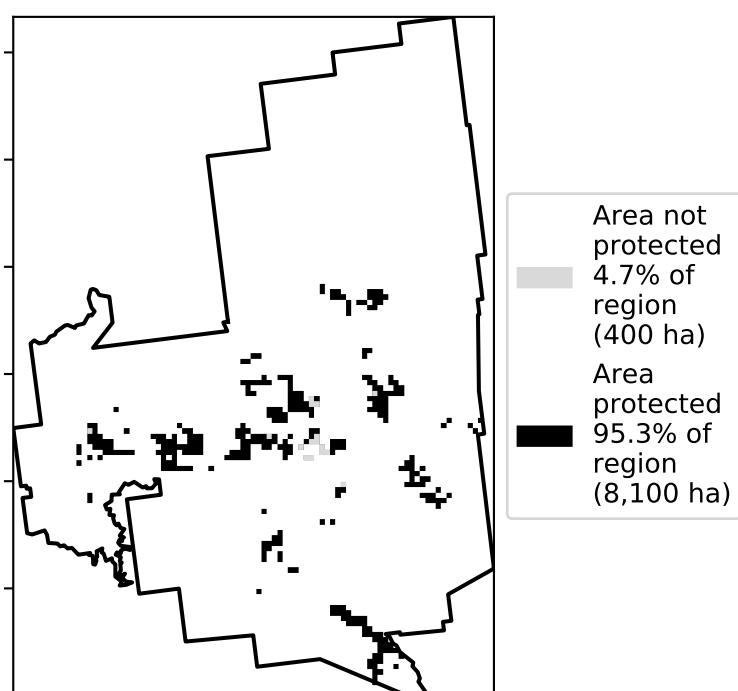 Area not
protected
4.7% of
region
(400 ha)
Area
protected
95.3% of
region
(8,100 ha)